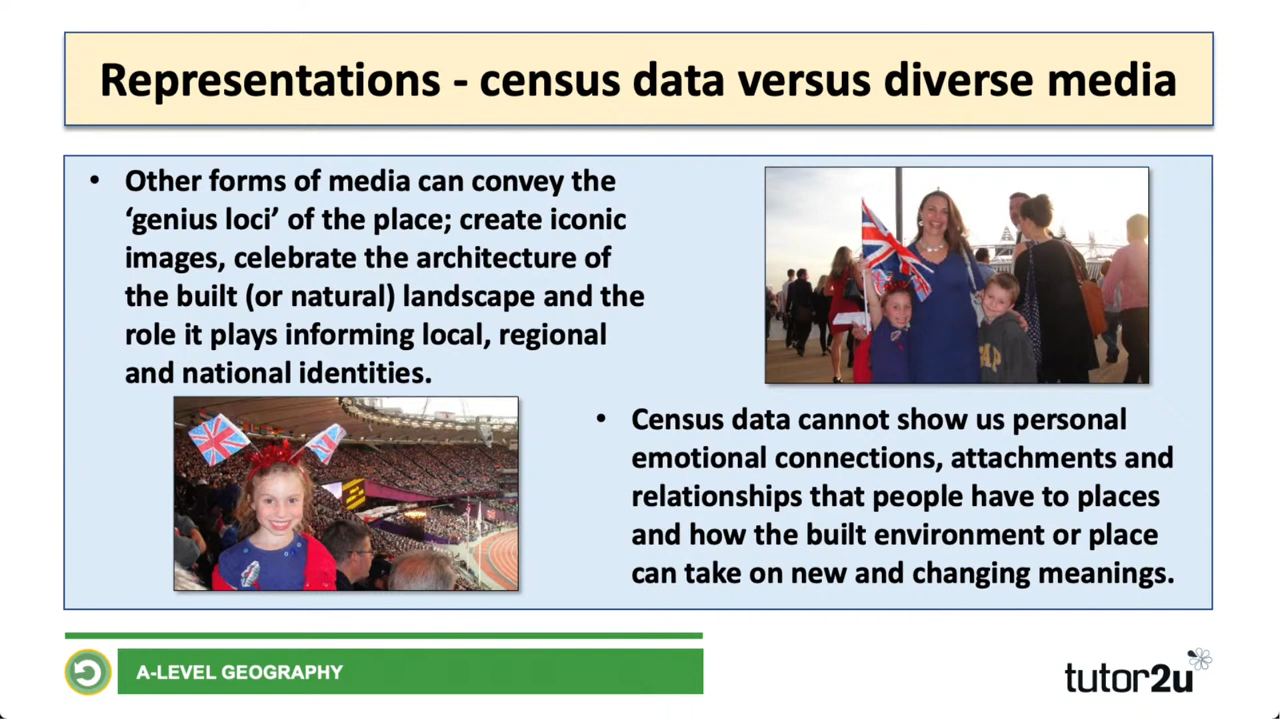 Representations - census data versus diverse media
• Other forms of media can convey the
‘genius loci’ of the place; create iconic
images, celebrate the architecture of
the built (or natural) landscape and the
role it plays informing local, regional
and national identities.
• Census data cannot show us personal
emotional connections, attachments and
relationships that people have to places
and how the built environment or place
can take on new and changing meanings.
A-LEVEL GEOGRAPHY
tutor2u